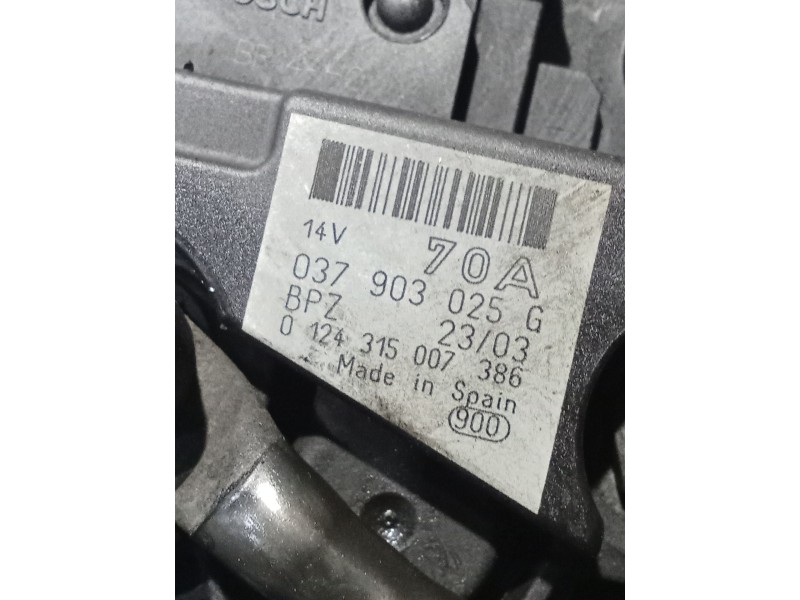 14V 70A
037 903 025 G
BPZ 23/03
0 124 315 007 386
Made in Spain
900